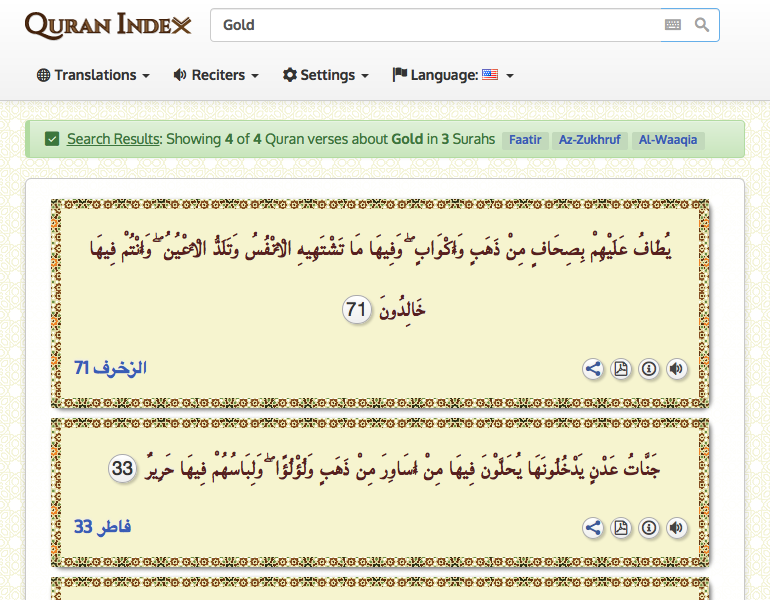 QURAN INDEX
Gold
Translations
Reciters
Settings
Language:
Search Results: Showing 4 of 4 Quran verses about Gold in 3 Surahs Faatir Az-Zukhruf Al-Waaqia
يُطَافُ عَلَيْهِمْ بِصِحَافٍ مِنْ ذَهَبٍ وَأَكْوَابٍ ۖ وَفِيهَا مَا تَشْتَهِيهِ الْأَنْفُسُ وَتَلَذُّ الْأَعْيُنُ ۖ وَأَنْتُمْ فِيهَا
خَالِدُونَ 71
الزخرف 71
جَنَّاتُ عَدْنٍ يَدْخُلُونَهَا يُحَلَّوْنَ فِيهَا مِنْ أَسَاوِرَ مِنْ ذَهَبٍ وَلُؤْلُؤًا ۖ وَلِبَاسُهُمْ فِيهَا حَرِيرٌ 33
فاطر 33